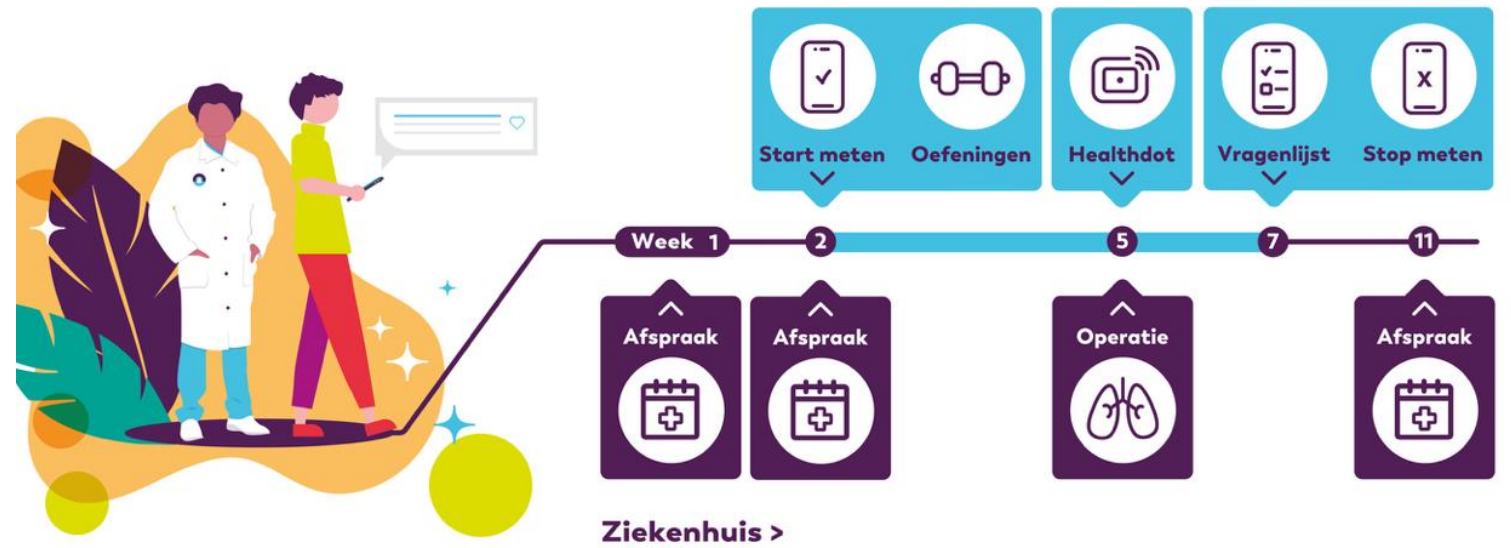 Start meten Oefeningen Healthdot Vragenlijst Stop meten
Week 1 2 5 7 11
Afspraak Afspraak Operatie Afspraak
Ziekenhuis >